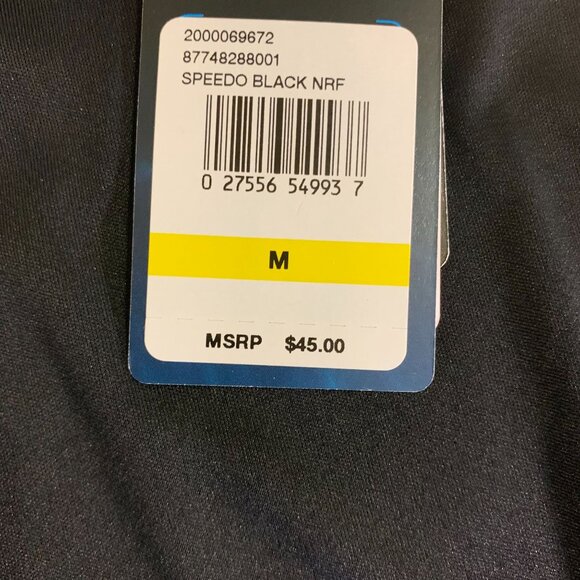 2000069672
87748288001
SPEEDO BLACK NRF
0 27556 54993 7
M
MSRP $45.00